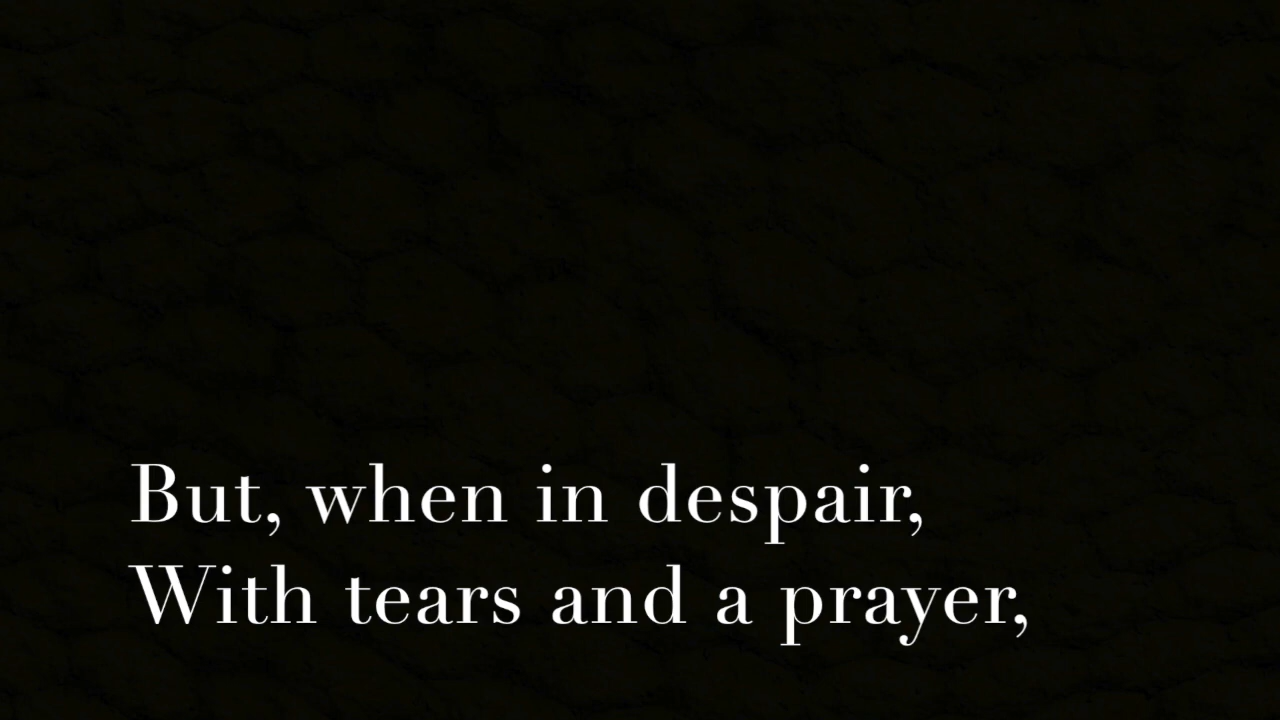 But, when in despair,
With tears and a prayer,